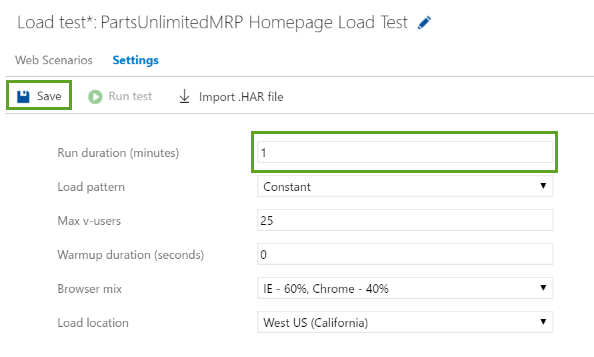 Load test*: PartsUnlimitedMRP Homepage Load Test
Web Scenarios Settings
Save Run test Import .HAR file
Run duration (minutes) 1
Load pattern Constant
Max v-users 25
Warmup duration (seconds) 0
Browser mix IE - 60%, Chrome - 40%
Load location West US (California)